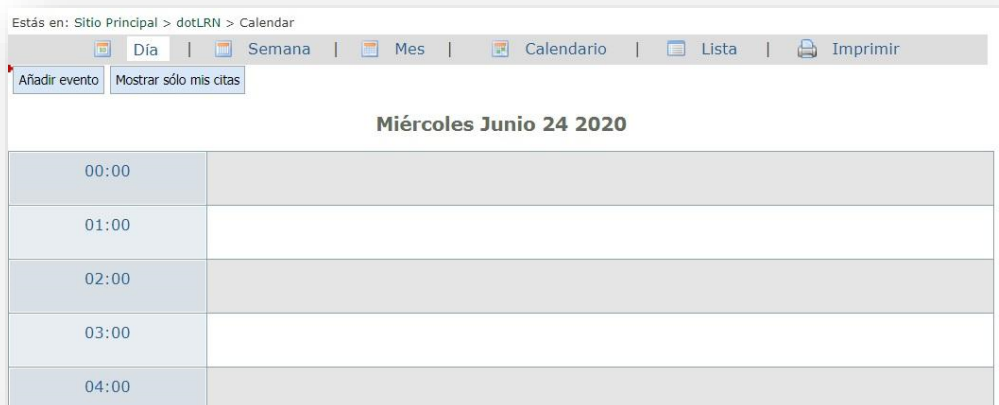 Estás en: Sitio Principal > dotLRN > Calendar
Día | Semana | Mes | Calendario | Lista | Imprimir
Añadir evento Mostrar sólo mis citas
Miércoles Junio 24 2020
00:00
01:00
02:00
03:00
04:00